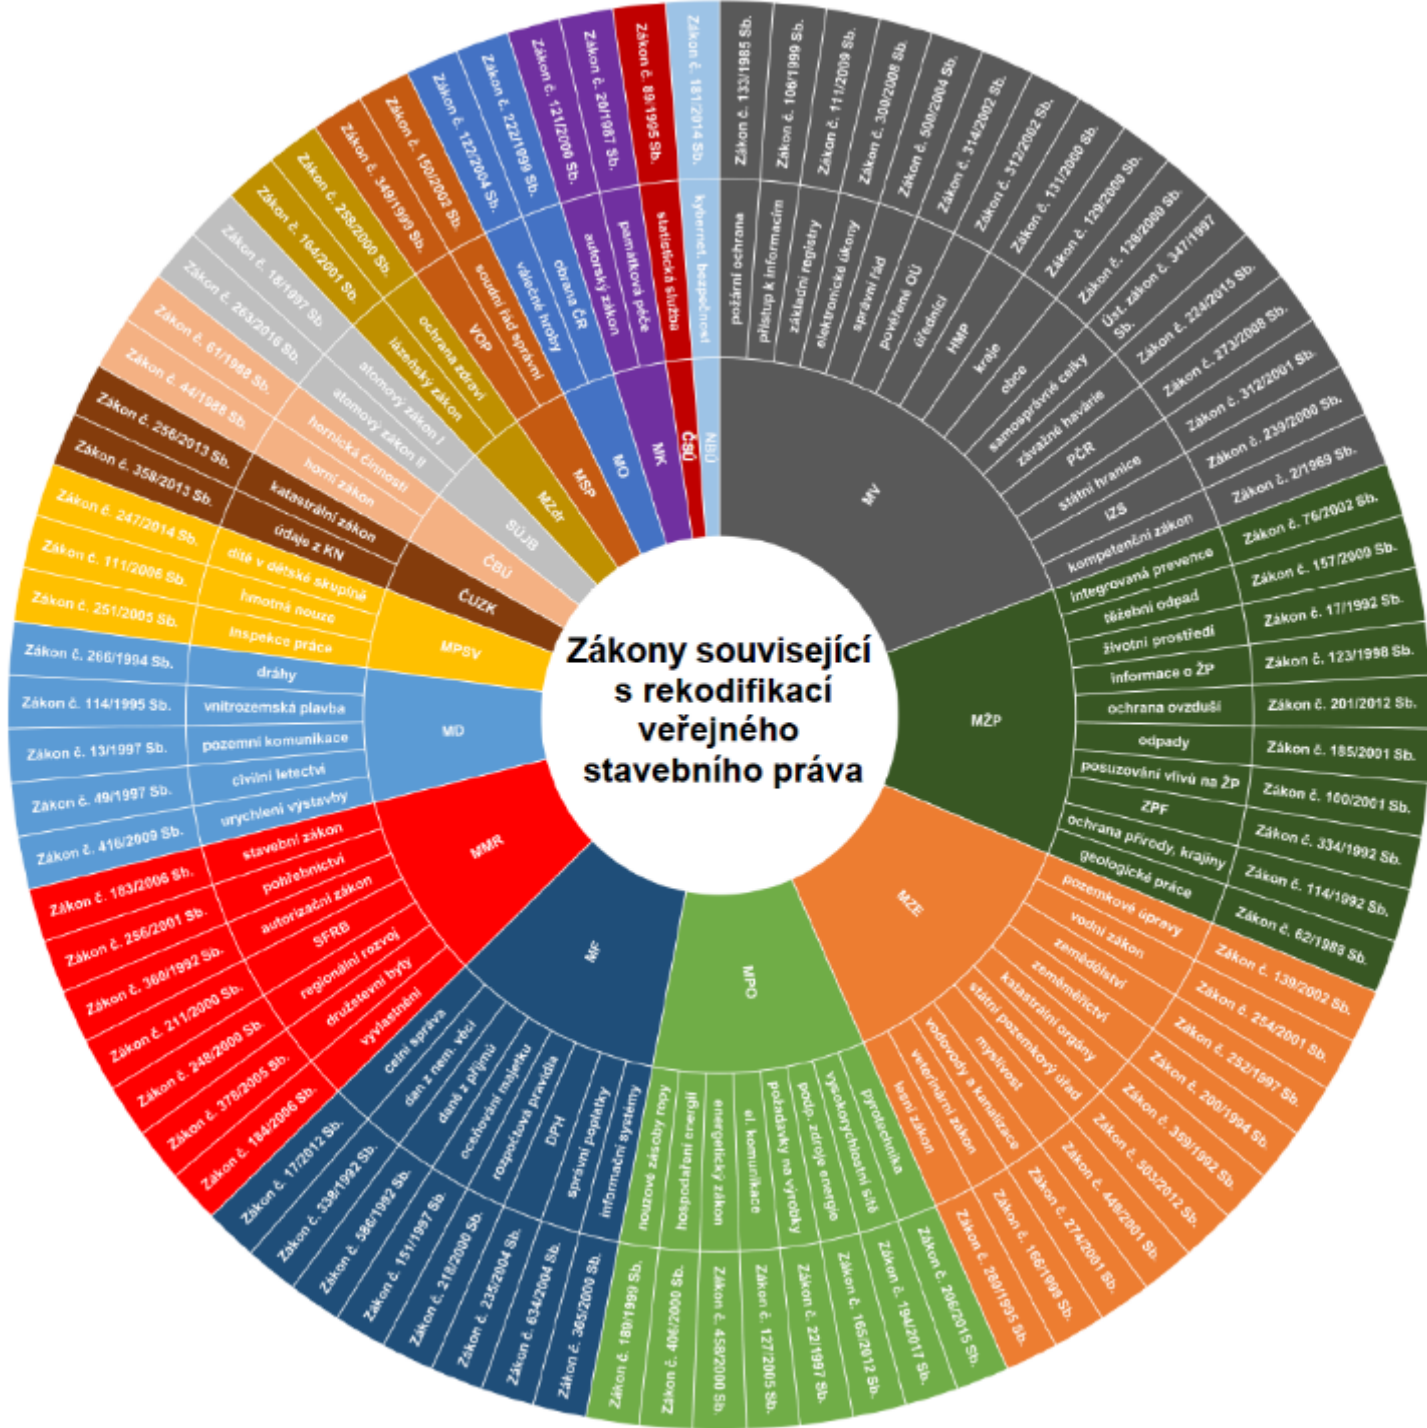 Zákony související
s rekodifikací
veřejného
stavebního práva
MV
požární ochrana
Zákon č. 133/1985 Sb.
přístup k informacím
Zákon č. 106/1999 Sb.
základní registry
Zákon č. 111/2009 Sb.
elektronické úkony
Zákon č. 300/2008 Sb.
správní řád
Zákon č. 500/2004 Sb.
pověřené OÚ
Zákon č. 314/2002 Sb.
úředníci
Zákon č. 312/2002 Sb.
HMP
Zákon č. 131/2000 Sb.
kraje
Zákon č. 129/2000 Sb.
obce
Zákon č. 128/2000 Sb.
samosprávné celky
Úst. zákon č. 347/1997
Sb.
závažné havárie
Zákon č. 224/2015 Sb.
PČR
Zákon č. 273/2008 Sb.
státní hranice
Zákon č. 312/2001 Sb.
IZS
Zákon č. 239/2000 Sb.
kompetenční zákon
Zákon č. 2/1969 Sb.
MŽP
integrovaná prevence
Zákon č. 76/2002 Sb.
těžební odpad
Zákon č. 157/2009 Sb.
životní prostředí
Zákon č. 17/1992 Sb.
informace o ŽP
Zákon č. 123/1998 Sb.
ochrana ovzduší
Zákon č. 201/2012 Sb.
odpady
Zákon č. 185/2001 Sb.
posuzování vlivů na ŽP
Zákon č. 100/2001 Sb.
ZPF
Zákon č. 334/1992 Sb.
ochrana přírody, krajiny
Zákon č. 114/1992 Sb.
geologické práce
Zákon č. 62/1988 Sb.
MZE
pozemkové úpravy
Zákon č. 139/2002 Sb.
vodní zákon
Zákon č. 254/2001 Sb.
zemědělství
Zákon č. 252/1997 Sb.
zeměměřictví
Zákon č. 200/1994 Sb.
katastrální orgány
Zákon č. 359/1992 Sb.
státní pozemkový úřad
Zákon č. 503/2012 Sb.
myslivost
Zákon č. 449/2001 Sb.
vodovody a kanalizace
Zákon č. 274/2001 Sb.
veterinární zákon
Zákon č. 166/1999 Sb.
lesní zákon
Zákon č. 289/1995 Sb.
MPO
pyrotechnika
Zákon č. 206/2015 Sb.
vysokorychlostní sítě
Zákon č. 194/2017 Sb.
podp. zdroje energie
Zákon č. 165/2012 Sb.
požadavky na výrobky
Zákon č. 22/1997 Sb.
el. komunikace
Zákon č. 127/2005 Sb.
energetický zákon
Zákon č. 458/2000 Sb.
hospodaření energií
Zákon č. 406/2000 Sb.
nouzové zásoby ropy
Zákon č. 189/1999 Sb.
MF
informační systémy
Zákon č. 365/2000 Sb.
správní poplatky
Zákon č. 634/2004 Sb.
DPH
Zákon č. 235/2004 Sb.
rozpočtová pravidla
Zákon č. 218/2000 Sb.
oceňování majetku
Zákon č. 151/1997 Sb.
daně z příjmů
Zákon č. 586/1992 Sb.
dan z nem. věcí
Zákon č. 338/1992 Sb.
celní správa
Zákon č. 17/2012 Sb.
MMR
vyvlastnění
Zákon č. 184/2006 Sb.
družstevní byty
Zákon č. 378/2005 Sb.
regionální rozvoj
Zákon č. 248/2000 Sb.
SFRB
Zákon č. 211/2000 Sb.
autorizační zákon
Zákon č. 360/1992 Sb.
pohřebnictví
Zákon č. 256/2001 Sb.
stavební zákon
Zákon č. 183/2006 Sb.
MD
urychlení výstavby
Zákon č. 416/2009 Sb.
civilní letectví
Zákon č. 49/1997 Sb.
pozemní komunikace
Zákon č. 13/1997 Sb.
vnitrozemská plavba
Zákon č. 114/1995 Sb.
dráhy
Zákon č. 266/1994 Sb.
MPSV
inspekce práce
Zákon č. 251/2005 Sb.
hmotná nouze
Zákon č. 111/2006 Sb.
dítě v dětské skupině
Zákon č. 247/2014 Sb.
ČUZK
údaje z KN
Zákon č. 358/2013 Sb.
katastrální zákon
Zákon č. 256/2013 Sb.
ČBÚ
horní zákon
Zákon č. 44/1988 Sb.
hornická činnosti
Zákon č. 61/1988 Sb.
SÚJB
atomový zákon II
Zákon č. 263/2016 Sb.
atomový zákon I
Zákon č. 18/1997 Sb
MZdr
lázeňský zákon
Zákon č. 164/2001 Sb.
ochrana zdraví
Zákon č. 258/2000 Sb.
MSP
VOP
Zákon č. 349/1999 Sb.
soudní řád správní
Zákon č. 150/2002 Sb.
MO
válečné hroby
Zákon č. 122/2004 Sb.
obrana ČR
Zákon č. 222/1999 Sb.
MK
autorský zákon
Zákon č. 121/2000 Sb.
památková péče
Zákon č. 20/1987 Sb.
ČSÚ
statistická služba
Zákon č. 89/1995 Sb.
NBÚ
kybernet. bezpečnost
Zákon č. 181/2014 Sb.